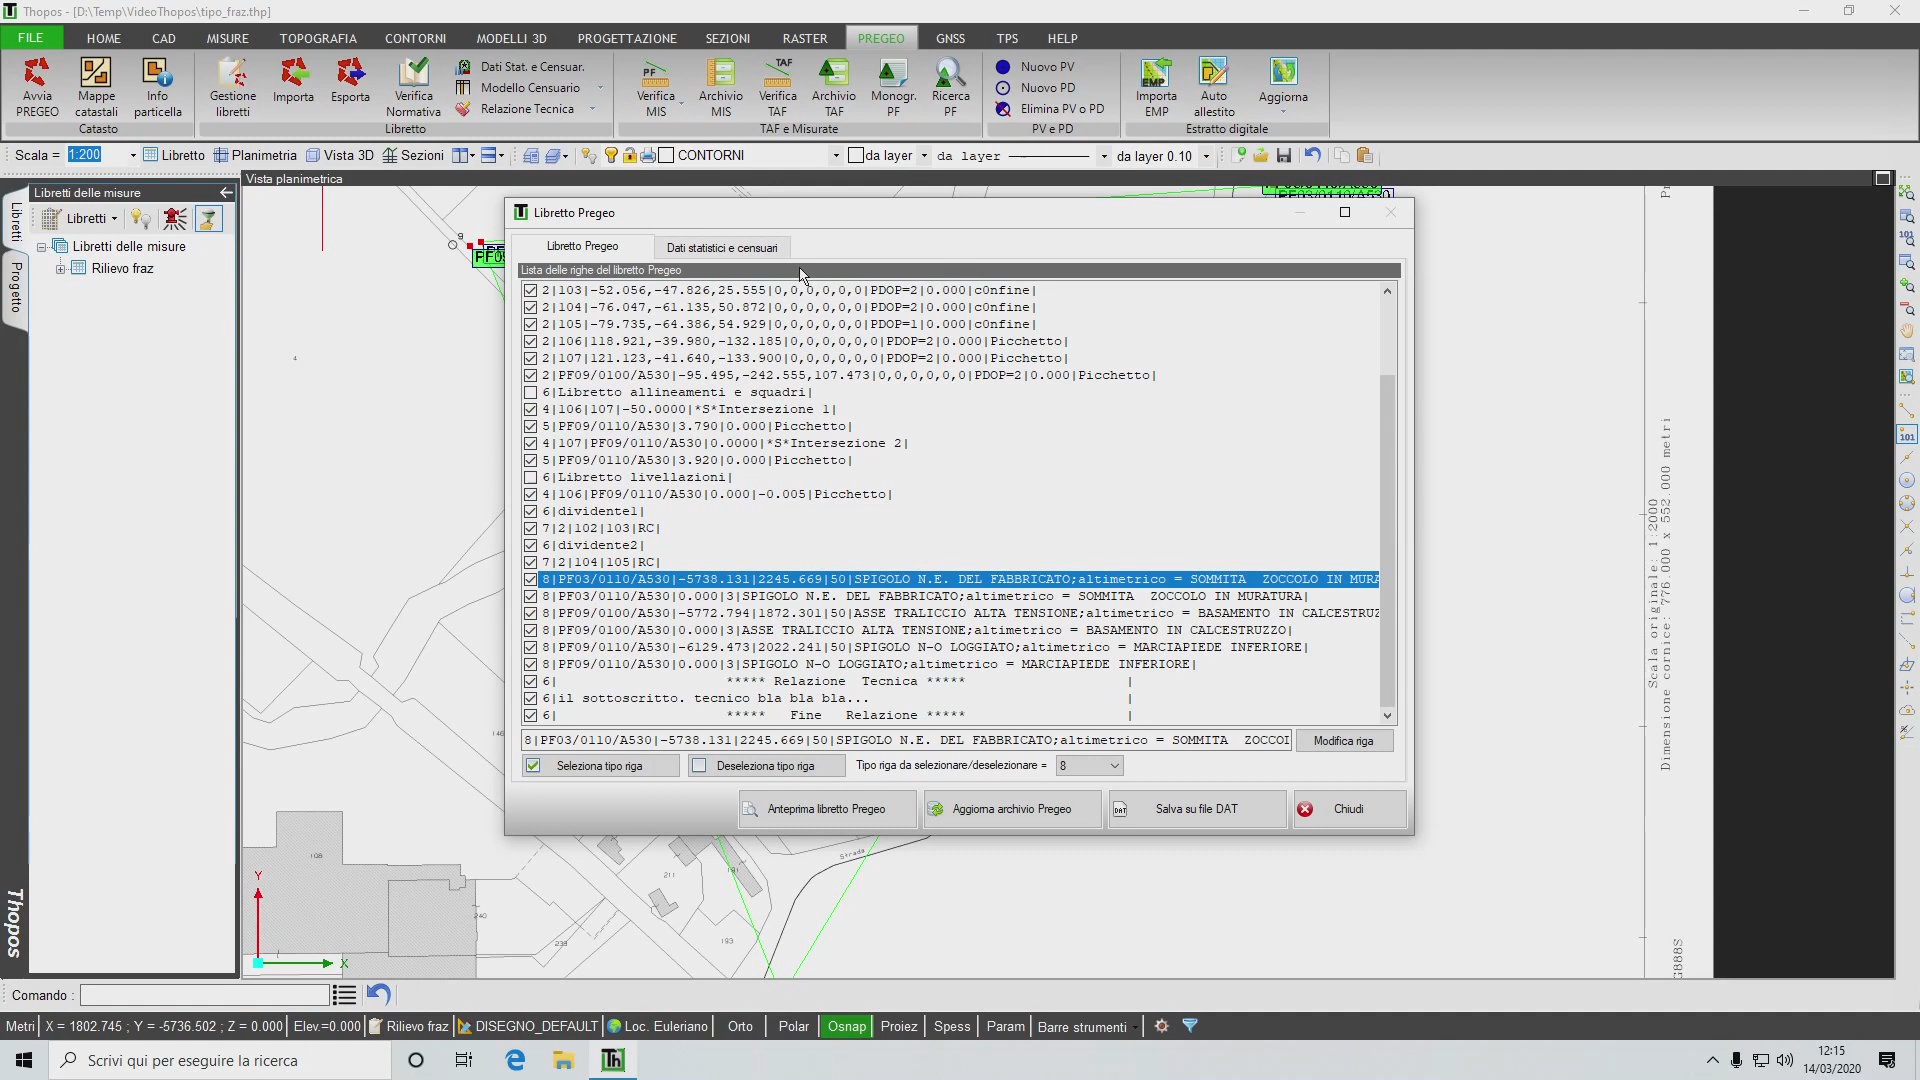 Thopos - [D:\Temp\VideoThopos\tipo_fraz.thp]
FILE HOME CAD MISURE TOPOGRAFIA CONTORNI MODELLI 3D PROGETTAZIONE SEZIONI RASTER PREGEO GNSS TPS HELP
Avvia PREGEO
Mappe catastali
Info particella
Catasto
Gestione libretti
Importa
Esporta
Verifica Normativa
Dati Stat. e Censuar.
Modello Censuario
Relazione Tecnica
Libretto
Verifica MIS
Archivio MIS
Verifica TAF
Archivio TAF
Monogr. PF
Ricerca PF
TAF e Misurate
Nuovo PV
Nuovo PD
Elimina PV o PD
PV e PD
Importa EMP
Auto allestito
Aggiorna
Estratto digitale
Scala = 1:200 Libretto Planimetria Vista 3D Sezioni CONTORNI da layer da layer da layer 0.10
Libretti delle misure
Vista planimetrica
Libretti
Progetto
Libretti
Libretti delle misure
Rilievo fraz
Thopos
Libretto Pregeo
Libretto Pregeo Dati statistici e censuari
Lista delle righe del libretto Pregeo
2|103|-52.056,-47.826,25.555|0,0,0,0,0,0|PDOP=2|0.000|c0nfine|
2|104|-76.047,-61.135,50.872|0,0,0,0,0,0|PDOP=2|0.000|c0nfine|
2|105|-79.735,-64.386,54.929|0,0,0,0,0,0|PDOP=1|0.000|c0nfine|
2|106|118.921,-39.980,-132.185|0,0,0,0,0,0|PDOP=2|0.000|Picchetto|
2|107|121.123,-41.640,-133.900|0,0,0,0,0,0|PDOP=2|0.000|Picchetto|
2|PF09/0100/A530|-95.495,-242.555,107.473|0,0,0,0,0,0|PDOP=2|0.000|Picchetto|
6|Libretto allineamenti e squadri|
4|106|107|-50.0000|*S*Intersezione 1|
5|PF09/0110/A530|3.790|0.000|Picchetto|
4|107|PF09/0110/A530|0.0000|*S*Intersezione 2|
5|PF09/0110/A530|3.920|0.000|Picchetto|
6|Libretto livellazioni|
4|106|PF09/0110/A530|0.000|-0.005|Picchetto|
6|dividente1|
7|2|102|103|RC|
6|dividente2|
7|2|104|105|RC|
8|PF03/0110/A530|-5738.131|2245.669|50|SPIGOLO N.E. DEL FABBRICATO;altimetrico = SOMMITA ZOCCOLO IN MURA
8|PF03/0110/A530|0.000|3|SPIGOLO N.E. DEL FABBRICATO;altimetrico = SOMMITA ZOCCOLO IN MURATURA|
8|PF09/0100/A530|-5772.794|1872.301|50|ASSE TRALICCIO ALTA TENSIONE;altimetrico = BASAMENTO IN CALCESTRUZ
8|PF09/0100/A530|0.000|3|ASSE TRALICCIO ALTA TENSIONE;altimetrico = BASAMENTO IN CALCESTRUZZO|
8|PF09/0110/A530|-6129.473|2022.241|50|SPIGOLO N-O LOGGIATO;altimetrico = MARCIAPIEDE INFERIORE|
8|PF09/0110/A530|0.000|3|SPIGOLO N-O LOGGIATO;altimetrico = MARCIAPIEDE INFERIORE|
6| ***** Relazione Tecnica ***** |
6|il sottoscritto. tecnico bla bla bla... |
6| ***** Fine Relazione ***** |
8|PF03/0110/A530|-5738.131|2245.669|50|SPIGOLO N.E. DEL FABBRICATO;altimetrico = SOMMITA ZOCCOL Modifica riga
Seleziona tipo riga Deseleziona tipo riga Tipo riga da selezionare/deselezionare = 8
Anteprima libretto Pregeo Aggiorna archivio Pregeo DAT Salva su file DAT Chiudi
Scala originale: 1:2000
Dimensione cornice: 776.000 x 552.000 metri
4
9
108
240
233
211
191
193
Strada
Y
X
Comando :
Metri X = 1802.745 ; Y = -5736.502 ; Z = 0.000 Elev.=0.000 Rilievo fraz DISEGNO_DEFAULT Loc. Euleriano Orto Polar Osnap Proiez Spess Param Barre strumenti
Scrivi qui per eseguire la ricerca
12:15
14/03/2020